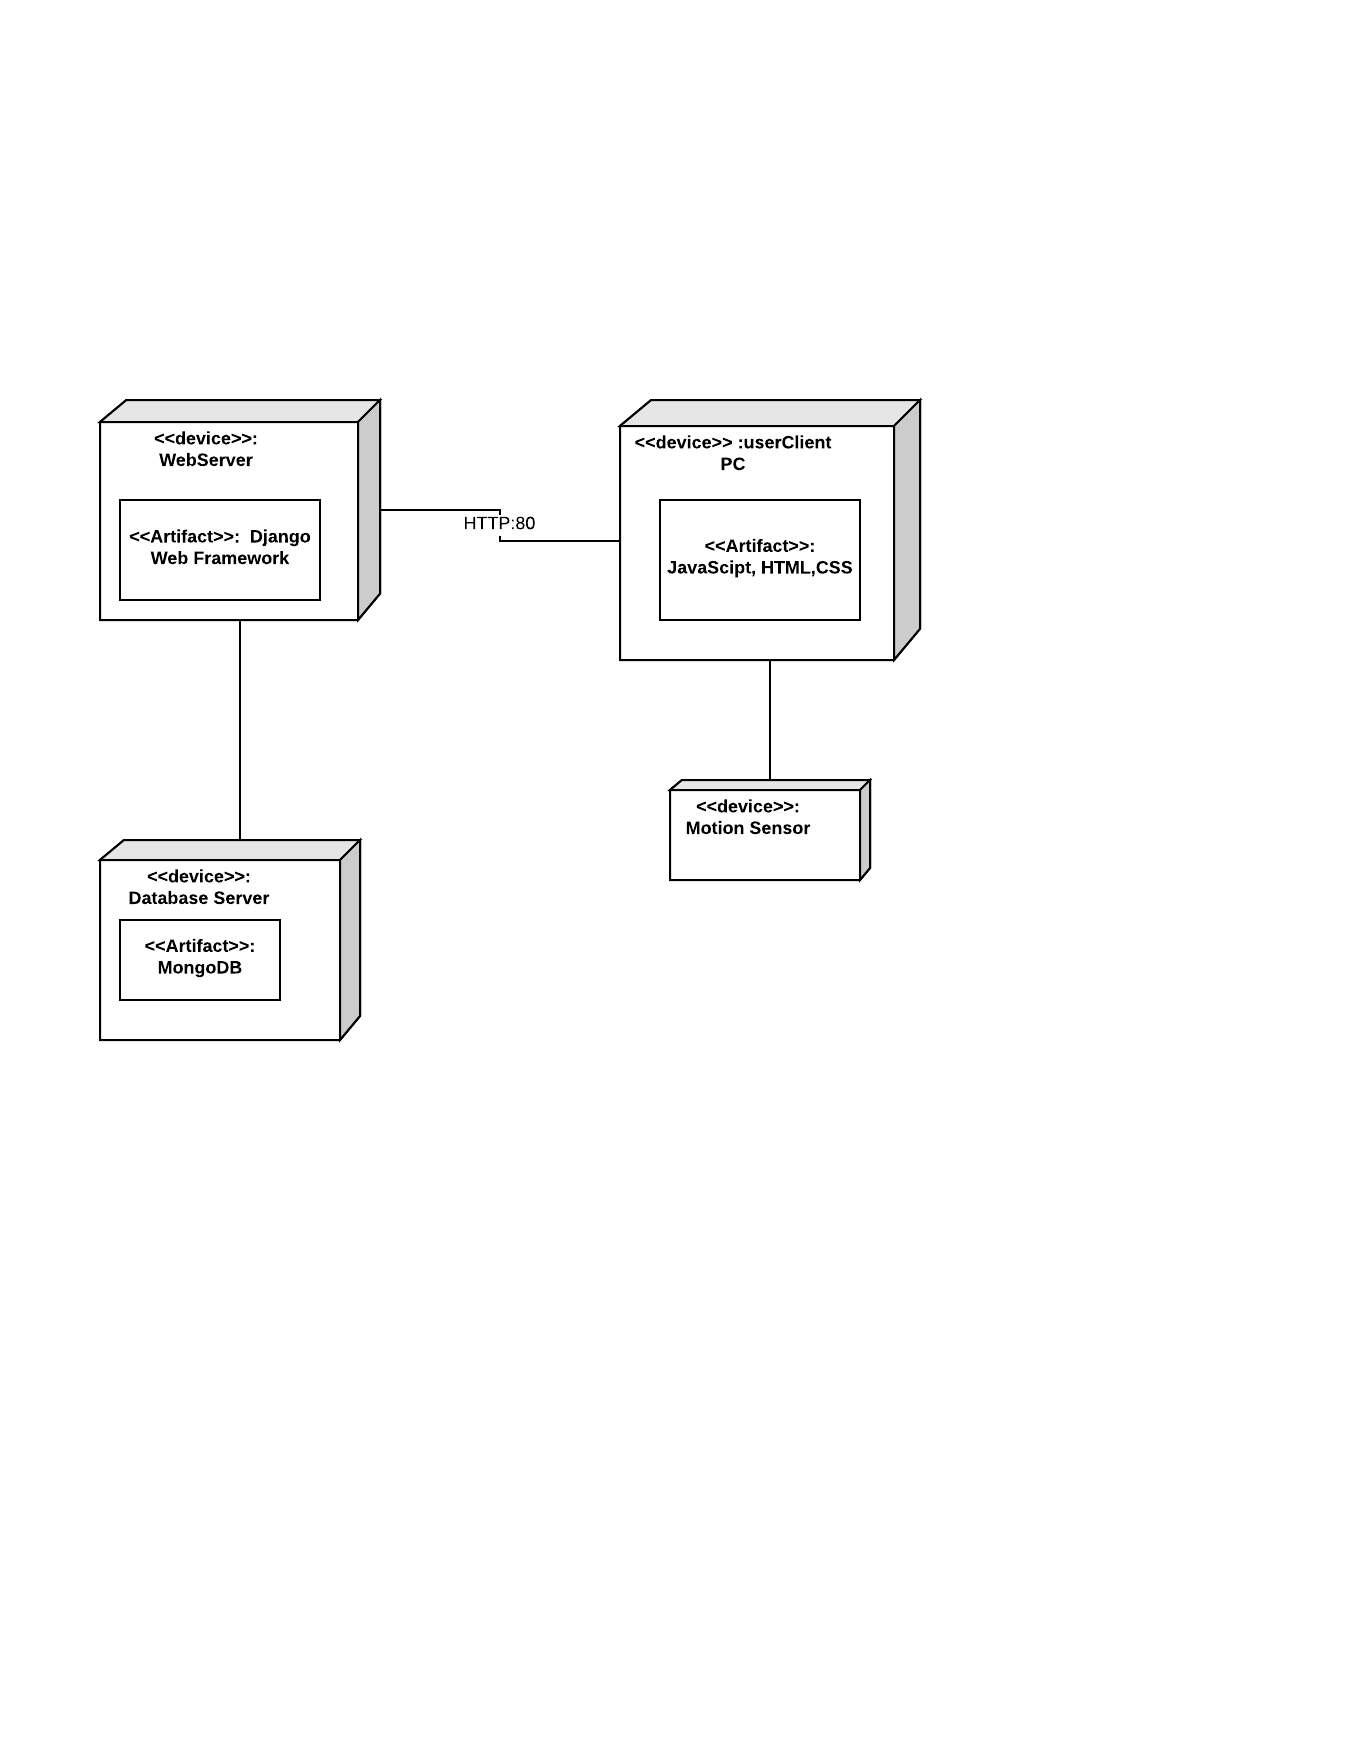 <<device>>:
WebServer
<<Artifact>>:  Django
Web Framework
HTTP:80
<<device>> :userClient
PC
<<Artifact>>:
JavaScipt, HTML,CSS
<<device>>:
Motion Sensor
<<device>>:
Database Server
<<Artifact>>:
MongoDB